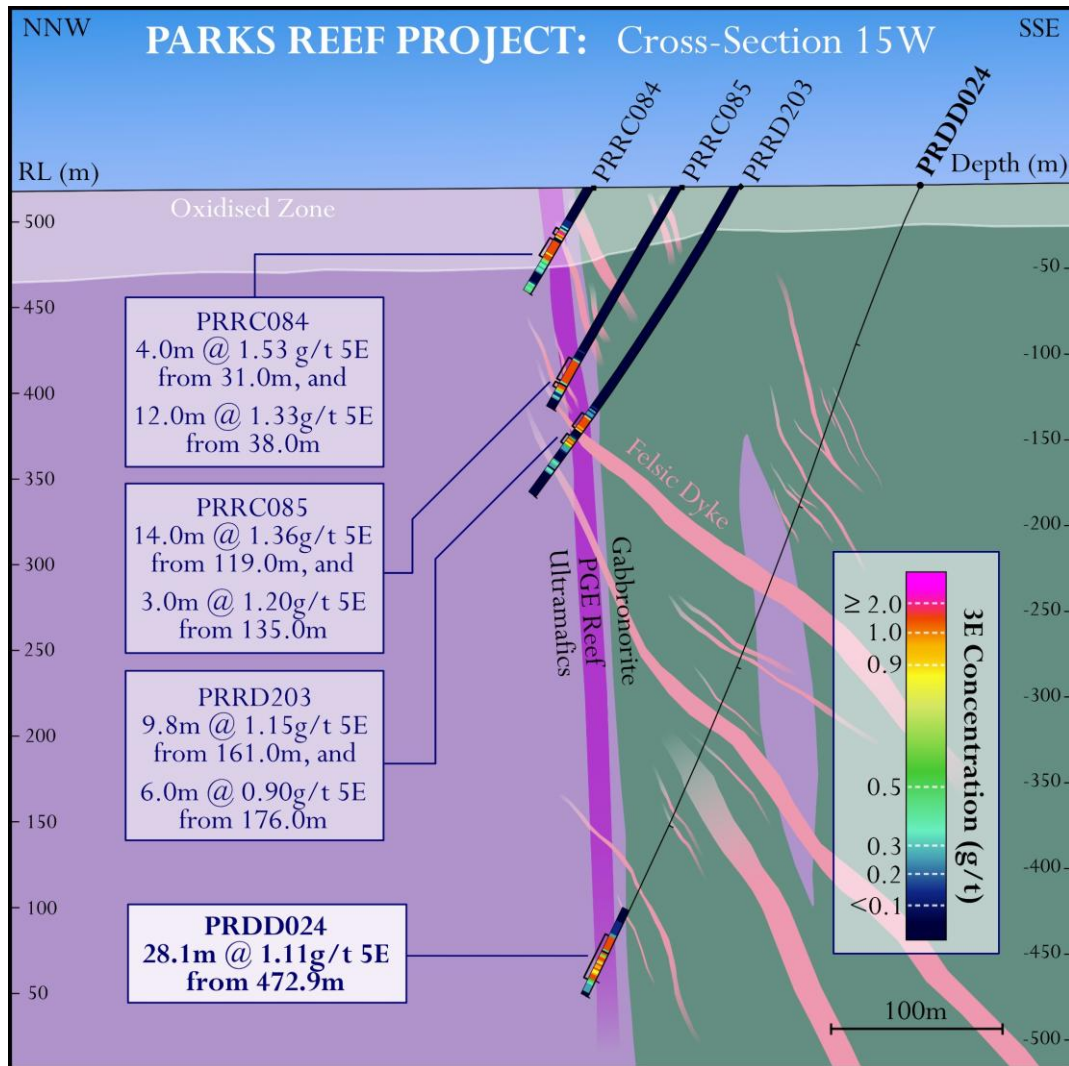 NNW
PARKS REEF PROJECT: Cross-Section 15W
SSE
PRRC084
PRRC085
PRRD203
PRDD024
RL (m)
Depth (m)
Oxidised Zone
500
450
400
350
300
250
200
150
100
50
-50
-100
-150
-200
-250
-300
-350
-400
-450
-500
PRRC084
4.0m @ 1.53 g/t 5E
from 31.0m, and
12.0m @ 1.33g/t 5E
from 38.0m
PRRC085
14.0m @ 1.36g/t 5E
from 119.0m, and
3.0m @ 1.20g/t 5E
from 135.0m
PRRD203
9.8m @ 1.15g/t 5E
from 161.0m, and
6.0m @ 0.90g/t 5E
from 176.0m
PRDD024
28.1m @ 1.11g/t 5E
from 472.9m
Felsic Dyke
Ultramafics
PGE Reef
Gabbronorite
≥ 2.0
1.0
0.9
0.5
0.3
0.2
<0.1
3E Concentration (g/t)
100m